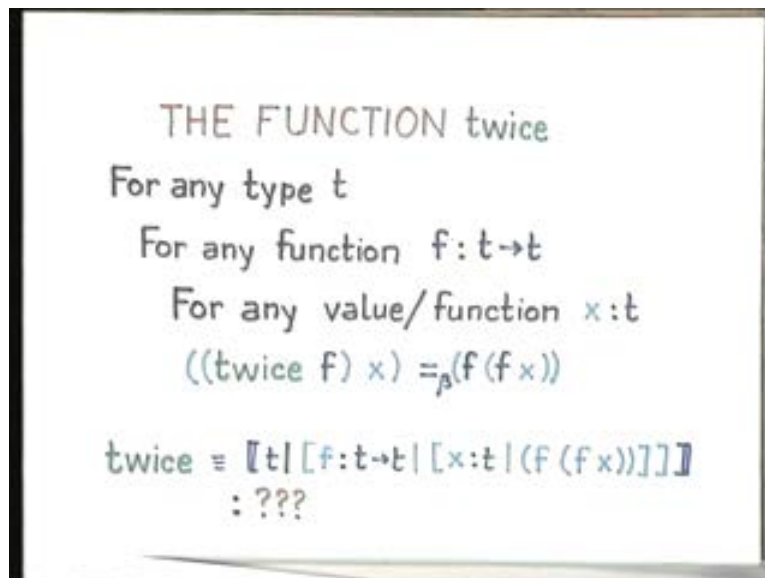 THE FUNCTION twice
For any type t
For any function f:t→t
For any value/function x:t
((twice f) x) =β(f(f x))
twice ≡ ⟦t|[f:t→t|[x:t|(f(f x))]]⟧
: ???